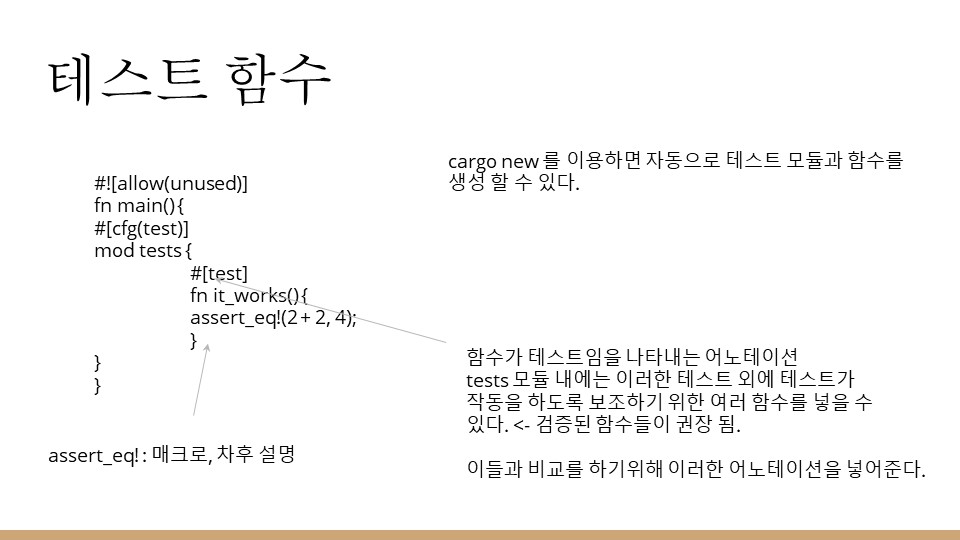 테스트 함수
cargo new 를 이용하면 자동으로 테스트 모듈과 함수를
생성 할 수 있다.
#![allow(unused)]
fn main() {
#[cfg(test)]
mod tests {
#[test]
fn it_works() {
assert_eq!(2 + 2, 4);
}
}
}
assert_eq! : 매크로, 차후 설명
함수가 테스트임을 나타내는 어노테이션
tests 모듈 내에는 이러한 테스트 외에 테스트가
작동을 하도록 보조하기 위한 여러 함수를 넣을 수
있다. <- 검증된 함수들이 권장 됨.
이들과 비교를 하기위해 이러한 어노테이션을 넣어준다.